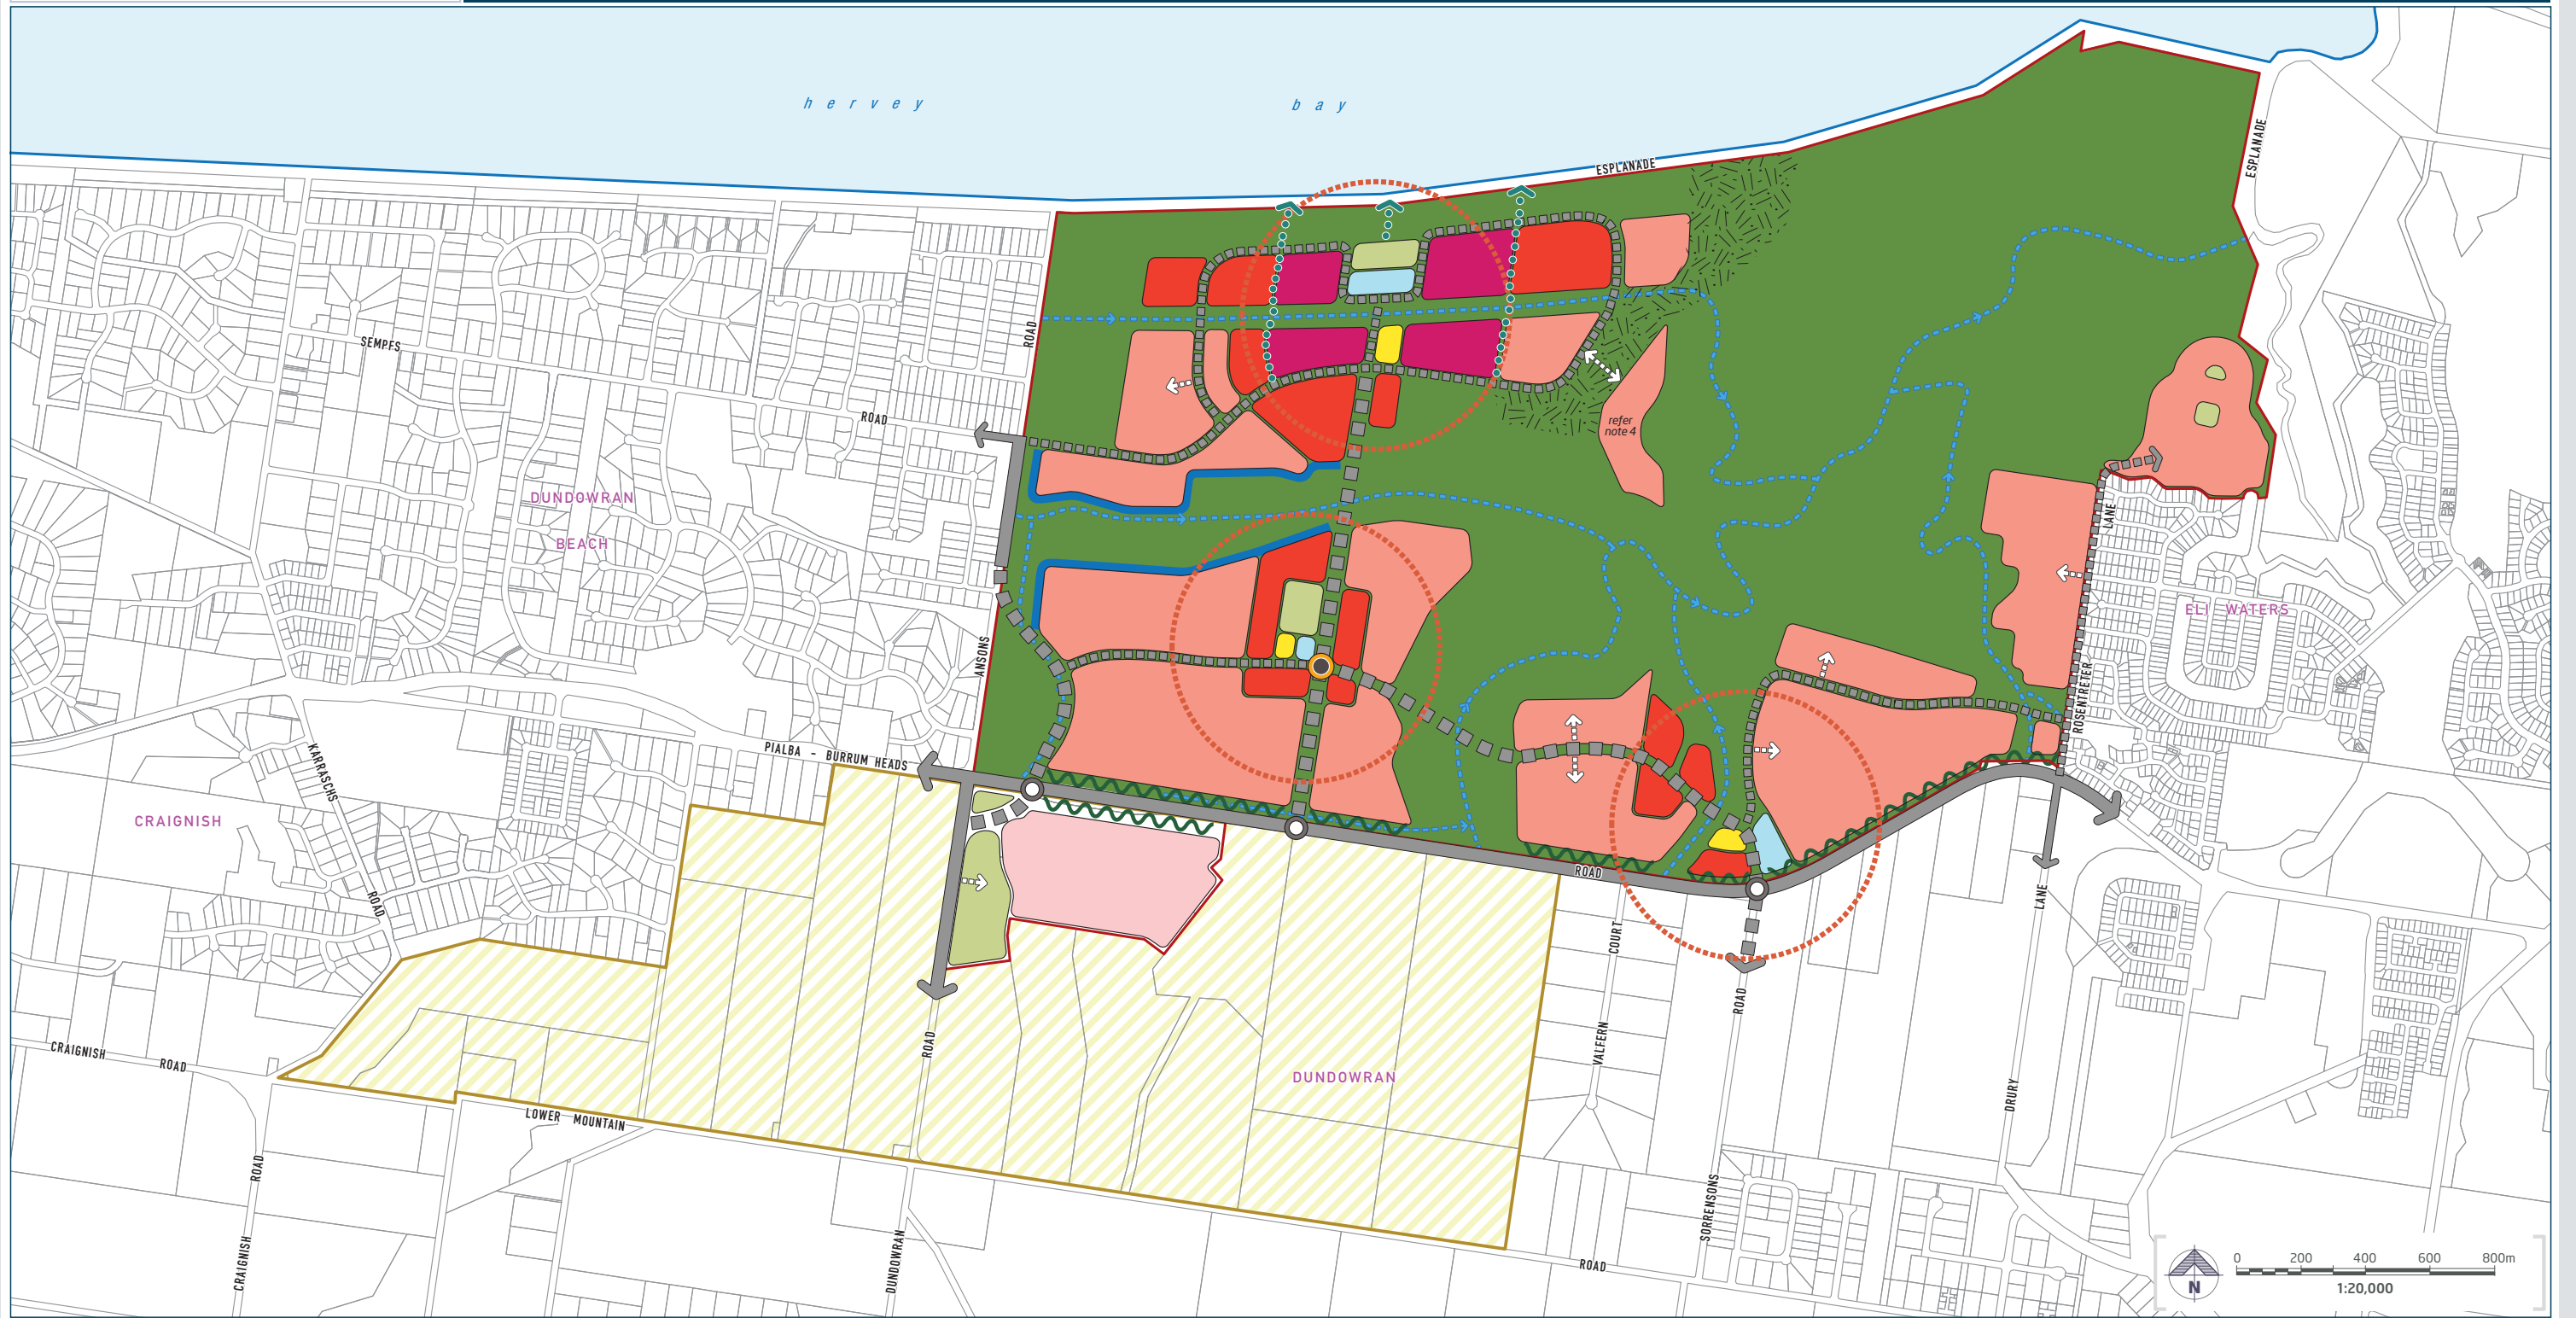 hervey bay
ESPLANADE
ESPLANADE
ROAD
SEMPFS
ROAD
refer
note 4
DUNDOWRAN
BEACH
LANE
ELI WATERS
JANSONS
ROSENTRETER
KARRASCHS
PIALBA - BURRUM HEADS
CRAIGNISH
ROAD
ROAD
LANE
COURT
ROAD
ROAD
VALFERN
CRAIGNISH
ROAD
DUNDOWRAN
DRURY
LOWER MOUNTAIN
ROAD
SORRENSONS
CRAIGNISH
DUNDOWRAN
ROAD
N
0 200 400 600 800m
1:20,000